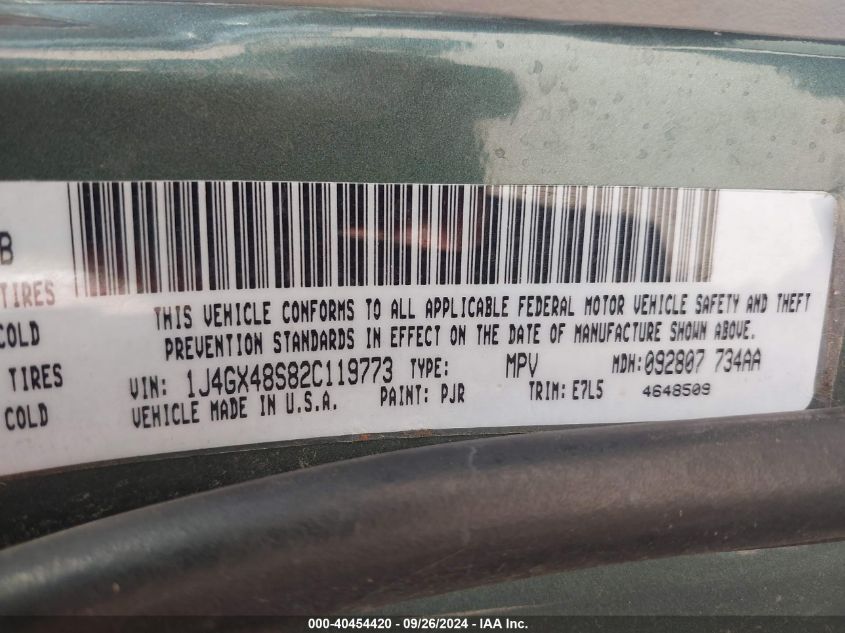 B
TIRES
COLD
TIRES
COLD
THIS VEHICLE CONFORMS TO ALL APPLICABLE FEDERAL MOTOR VEHICLE SAFETY AND THEFT
PREVENTION STANDARDS IN EFFECT ON THE DATE OF MANUFACTURE SHOWN ABOVE.
VIN: 1J4GX48S82C119773 TYPE: MPV MDH:092807 734AA
VEHICLE MADE IN U.S.A. PAINT: PJR TRIM: E7L5 4648509
000-40454420 - 09/26/2024 - IAA Inc.